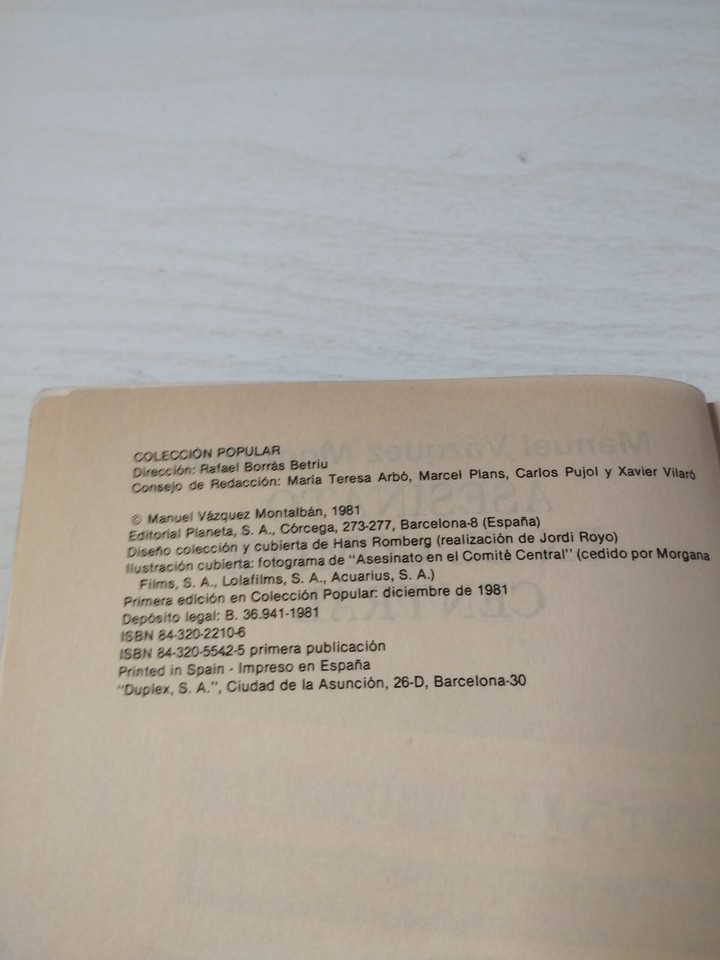 COLECCIÓN POPULAR
Dirección: Rafael Borrás Betriu
Consejo de Redacción: María Teresa Arbó, Marcel Plans, Carlos Pujol y Xavier Vilaró
© Manuel Vázquez Montalbán, 1981
Editorial Planeta, S. A., Córcega, 273-277, Barcelona-8 (España)
Diseño colección y cubierta de Hans Romberg (realización de Jordi Royo)
Ilustración cubierta: fotograma de "Asesinato en el Comité Central" (cedido por Morgana
Films, S. A., Lolafilms, S. A., Acuarius, S. A.)
Primera edición en Colección Popular: diciembre de 1981
Depósito legal: B. 36.941-1981
ISBN 84-320-2210-6
ISBN 84-320-5542-5 primera publicación
Printed in Spain - Impreso en España
"Duplex, S. A.", Ciudad de la Asunción, 26-D, Barcelona-30